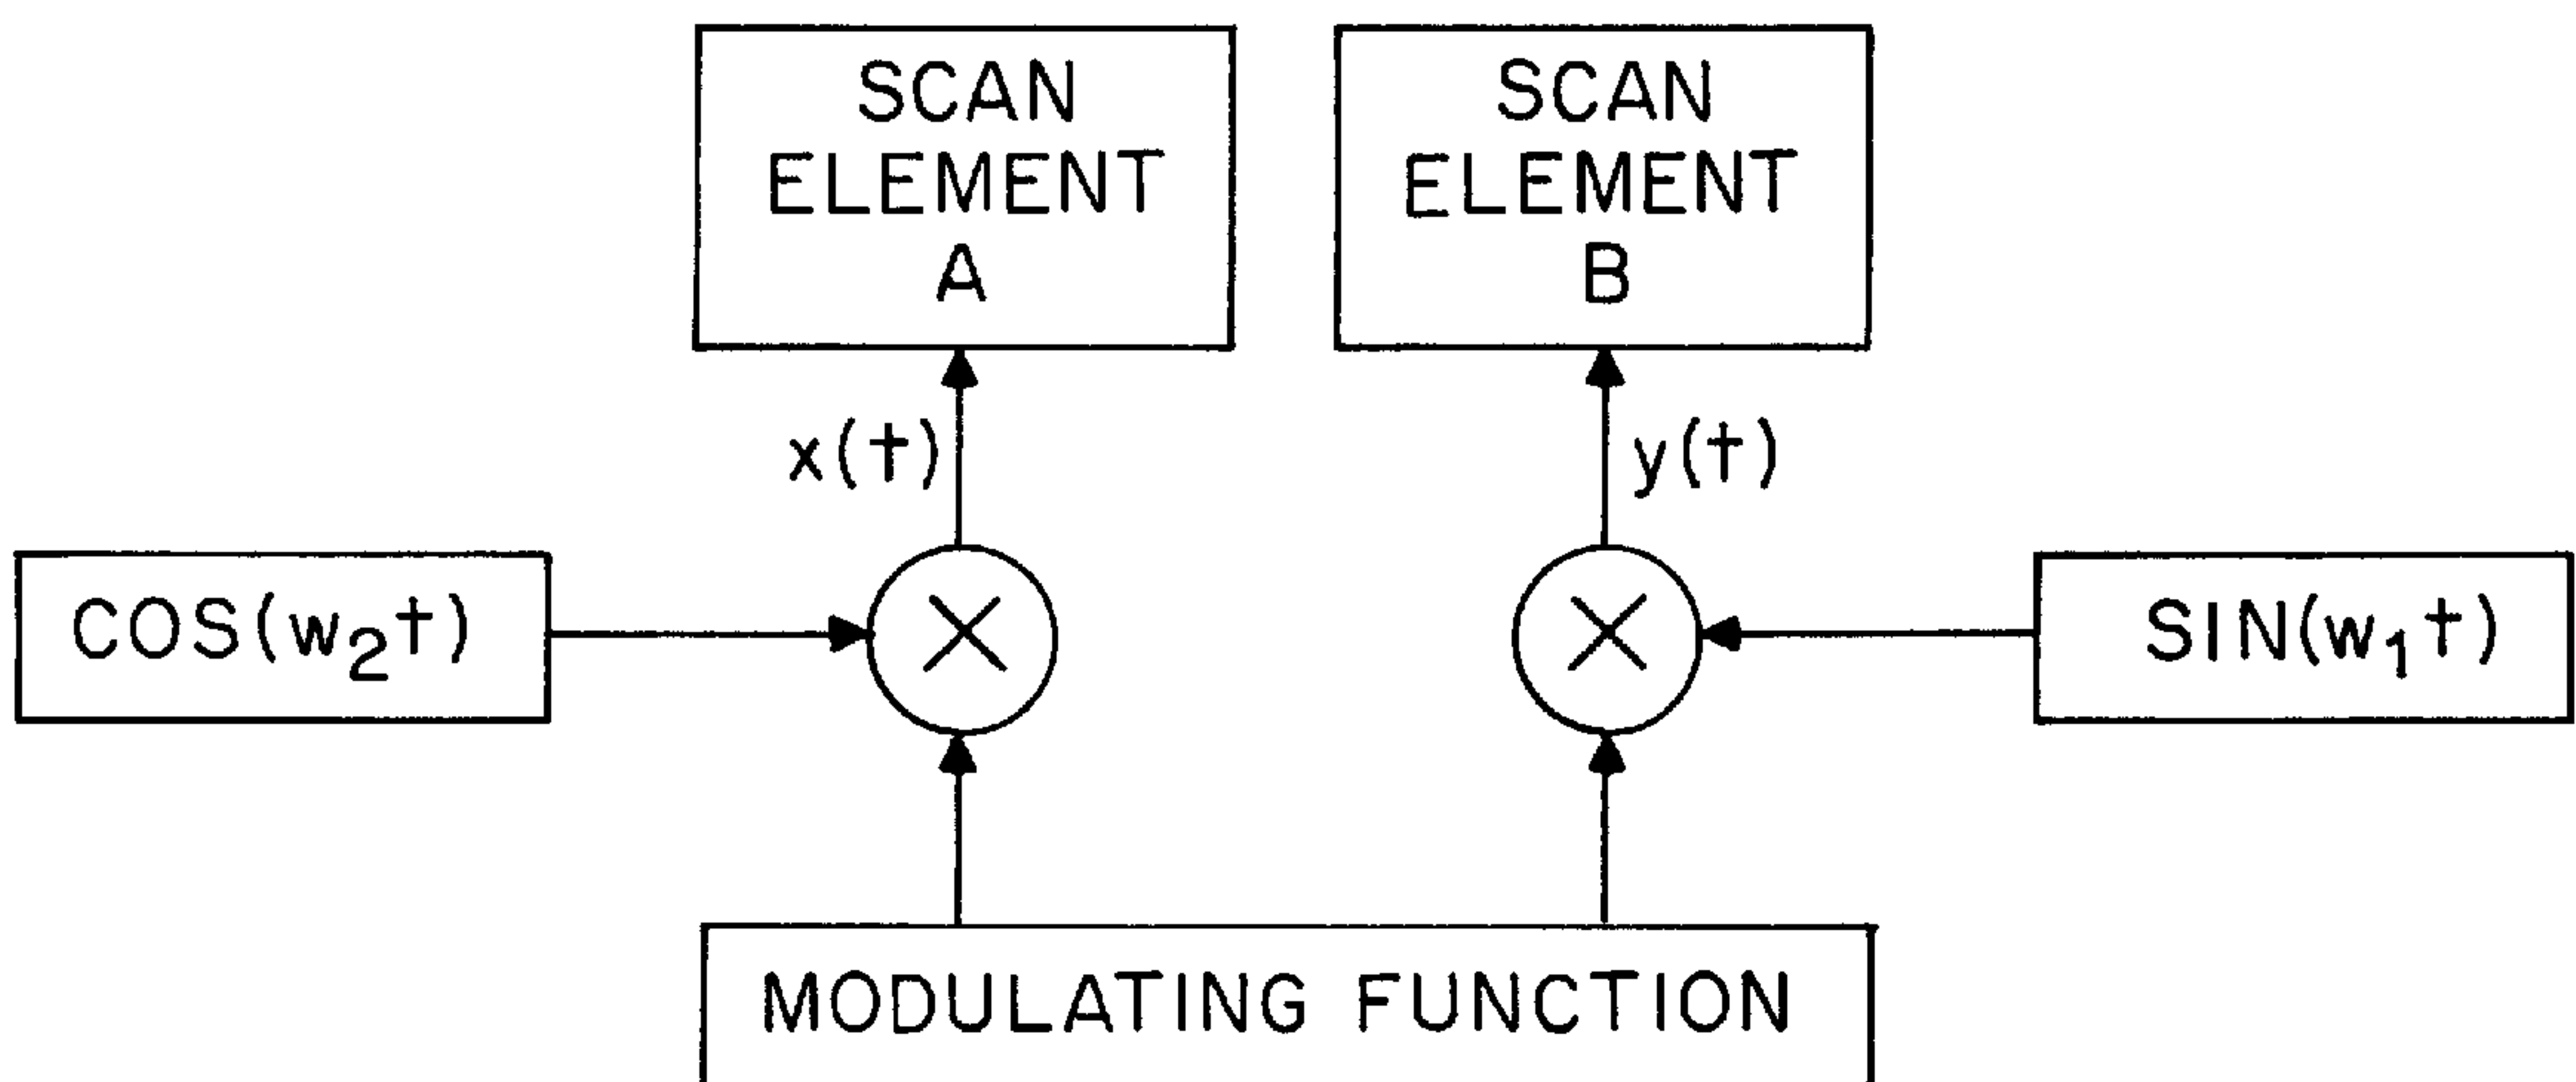 SCAN
ELEMENT
A
SCAN
ELEMENT
B
x(t)
y(t)
COS(w₂t)
SIN(w₁t)
MODULATING FUNCTION